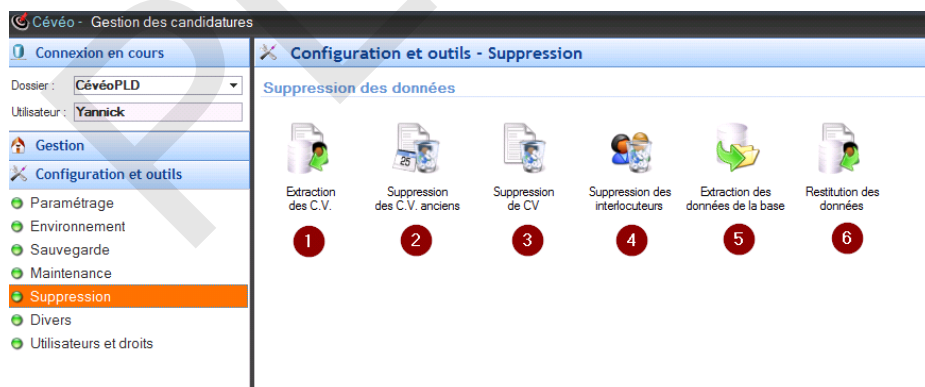 Cévéo - Gestion des candidatures
Connexion en cours
Dossier : CévéoPLD
Utilisateur : Yannick
Gestion
Configuration et outils
Paramétrage
Environnement
Sauvegarde
Maintenance
Suppression
Divers
Utilisateurs et droits
Configuration et outils - Suppression
Suppression des données
25
Extraction
des C.V.
Suppression
des C.V. anciens
Suppression
de CV
Suppression des
interlocuteurs
Extraction des
données de la base
Restitution des
données
1 2 3 4 5 6